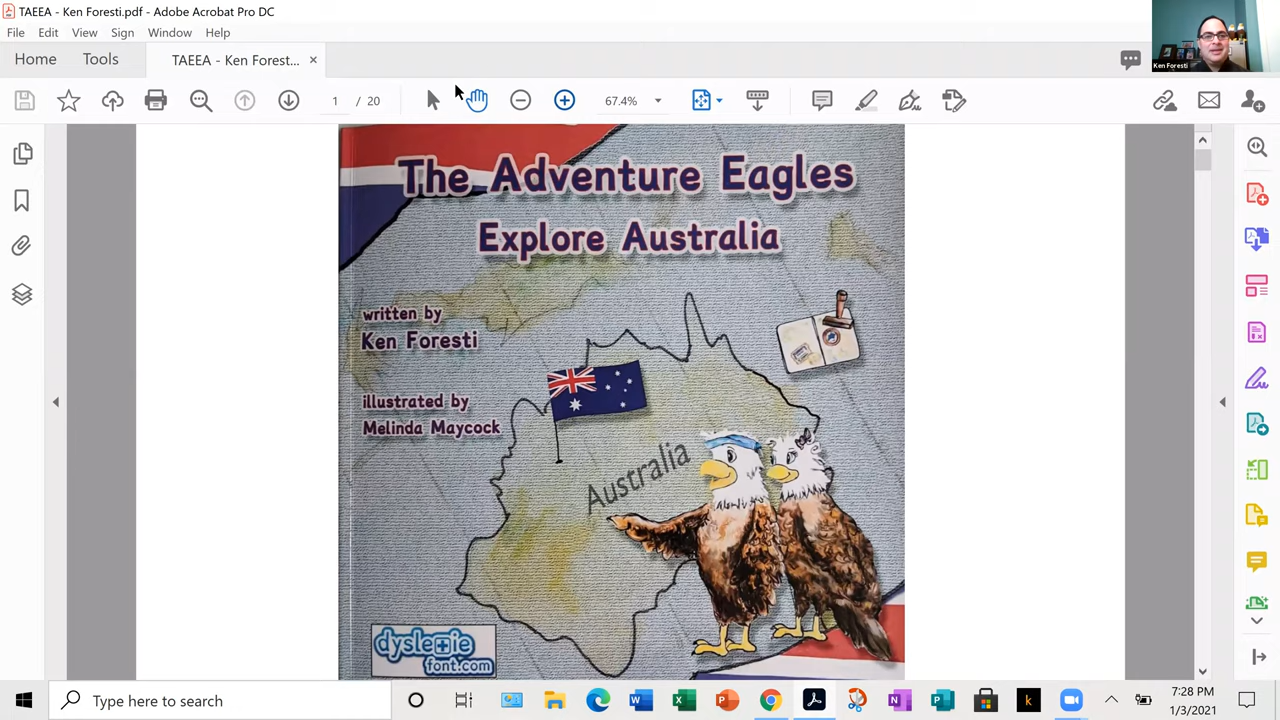 TAEEA - Ken Foresti.pdf - Adobe Acrobat Pro DC
File Edit View Sign Window Help
Home Tools TAEEA - Ken Forest... ×
1 / 20 67.4%
Ken Foresti
The Adventure Eagles
Explore Australia
written by
Ken Foresti
illustrated by
Melinda Maycock
Australia
dyslexie
font.com
Type here to search
7:28 PM
1/3/2021